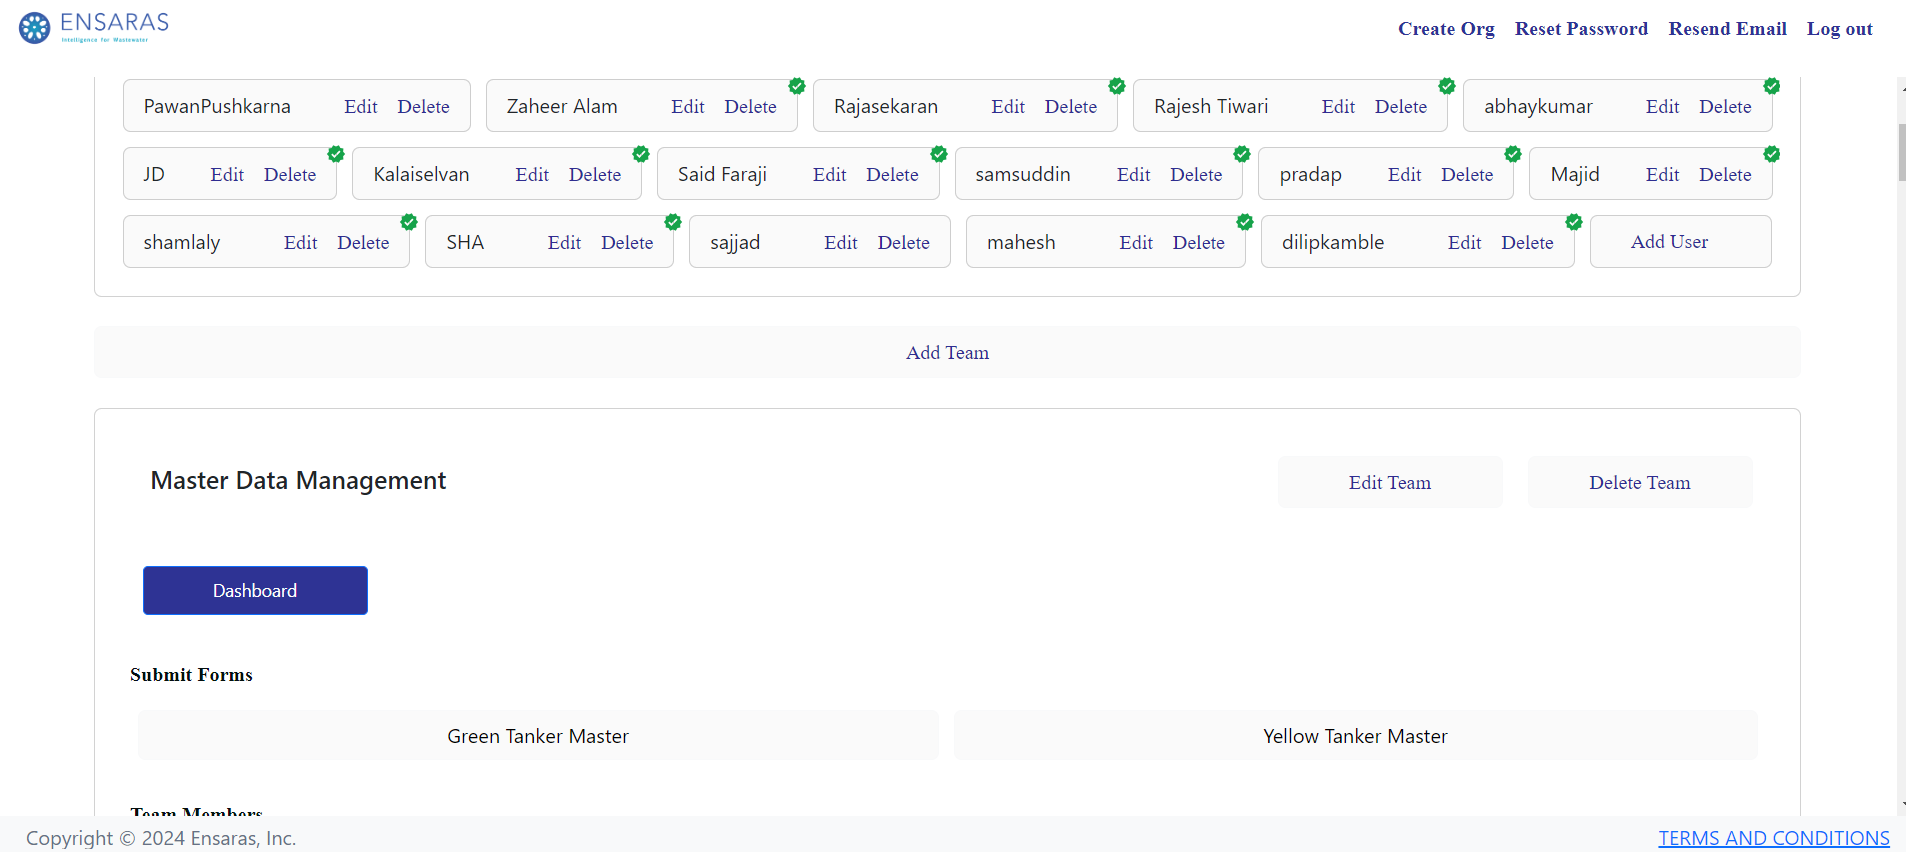 ENSARAS
Intelligence For Wastewater
Create Org Reset Password Resend Email Log out
PawanPushkarna Edit Delete Zaheer Alam Edit Delete Rajasekaran Edit Delete Rajesh Tiwari Edit Delete abhaykumar Edit Delete
JD Edit Delete Kalaiselvan Edit Delete Said Faraji Edit Delete samsuddin Edit Delete pradap Edit Delete Majid Edit Delete
shamlaly Edit Delete SHA Edit Delete sajjad Edit Delete mahesh Edit Delete dilipkamble Edit Delete Add User
Add Team
Master Data Management Edit Team Delete Team
Dashboard
Submit Forms
Green Tanker Master Yellow Tanker Master
Team Members
Copyright © 2024 Ensaras, Inc. TERMS AND CONDITIONS